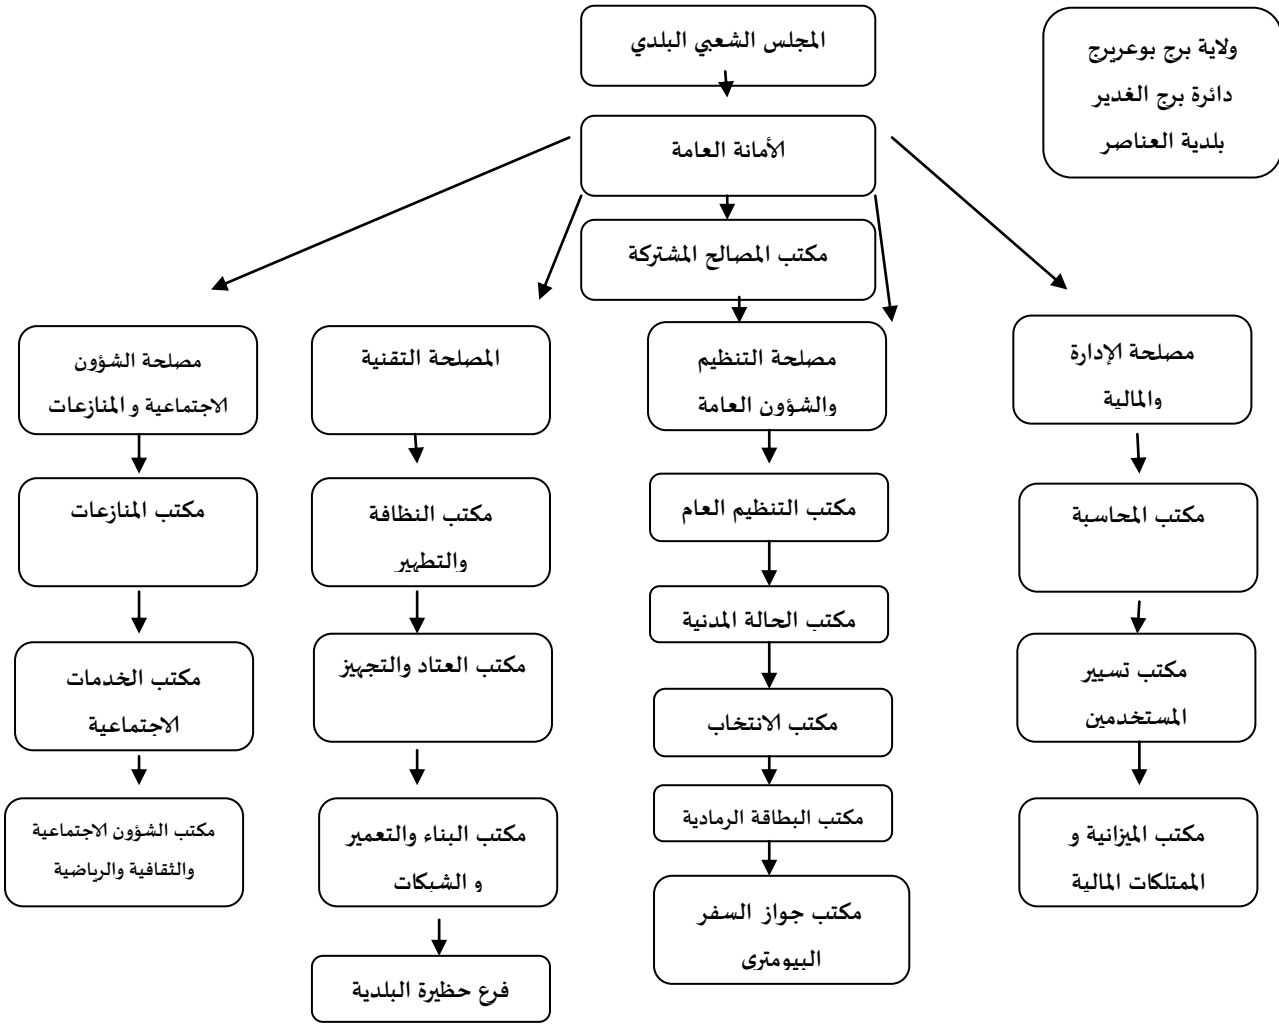 ولاية برج بوعريرج
دائرة برج الغدير
بلدية العناصر
المجلس الشعبي البلدي
الأمانة العامة
مكتب المصالح المشتركة
مصلحة الإدارة
والمالية
مكتب المحاسبة
مكتب تسيير
المستخدمين
مكتب الميزانية و
الممتلكات المالية
مصلحة التنظيم
والشؤون العامة
مكتب التنظيم العام
مكتب الحالة المدنية
مكتب الانتخاب
مكتب البطاقة الرمادية
مكتب جواز السفر
البيومتري
المصلحة التقنية
مكتب النظافة
والتطهير
مكتب العتاد والتجهيز
مكتب البناء والتعمير
و الشبكات
فرع حظيرة البلدية
مصلحة الشؤون
الاجتماعية و المنازعات
مكتب المنازعات
مكتب الخدمات
الاجتماعية
مكتب الشؤون الاجتماعية
والثقافية والرياضية